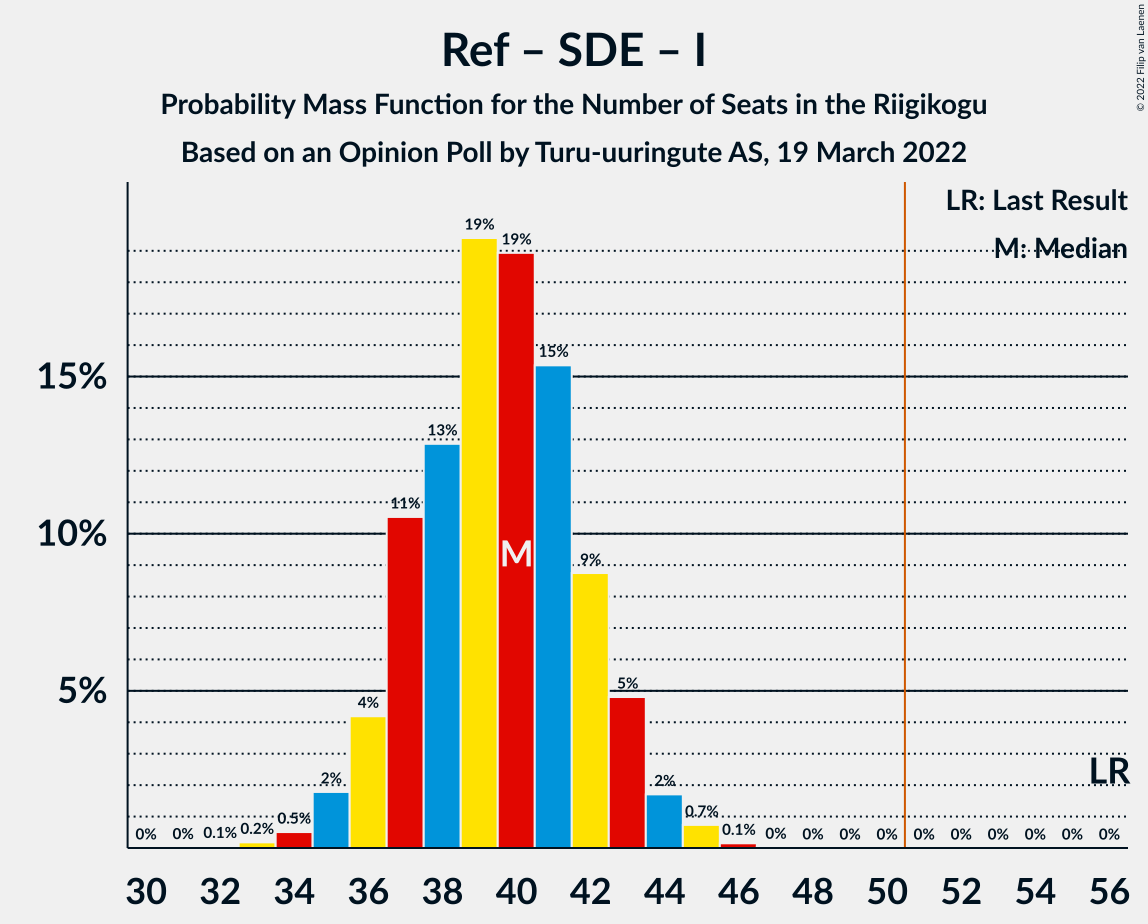 Ref – SDE – I
Probability Mass Function for the Number of Seats in the Riigikogu
Based on an Opinion Poll by Turu-uuringute AS, 19 March 2022
© 2022 Filip van Laenen
LR: Last Result
M: Median
19%
19%
15%
15%
13%
11%
10%
M
9%
5%
5%
4%
LR
2%
2%
0.7%
0.5%
0% 0% 0.1% 0.2% 0.1% 0% 0% 0% 0% 0% 0% 0% 0% 0% 0%
30 32 34 36 38 40 42 44 46 48 50 52 54 56